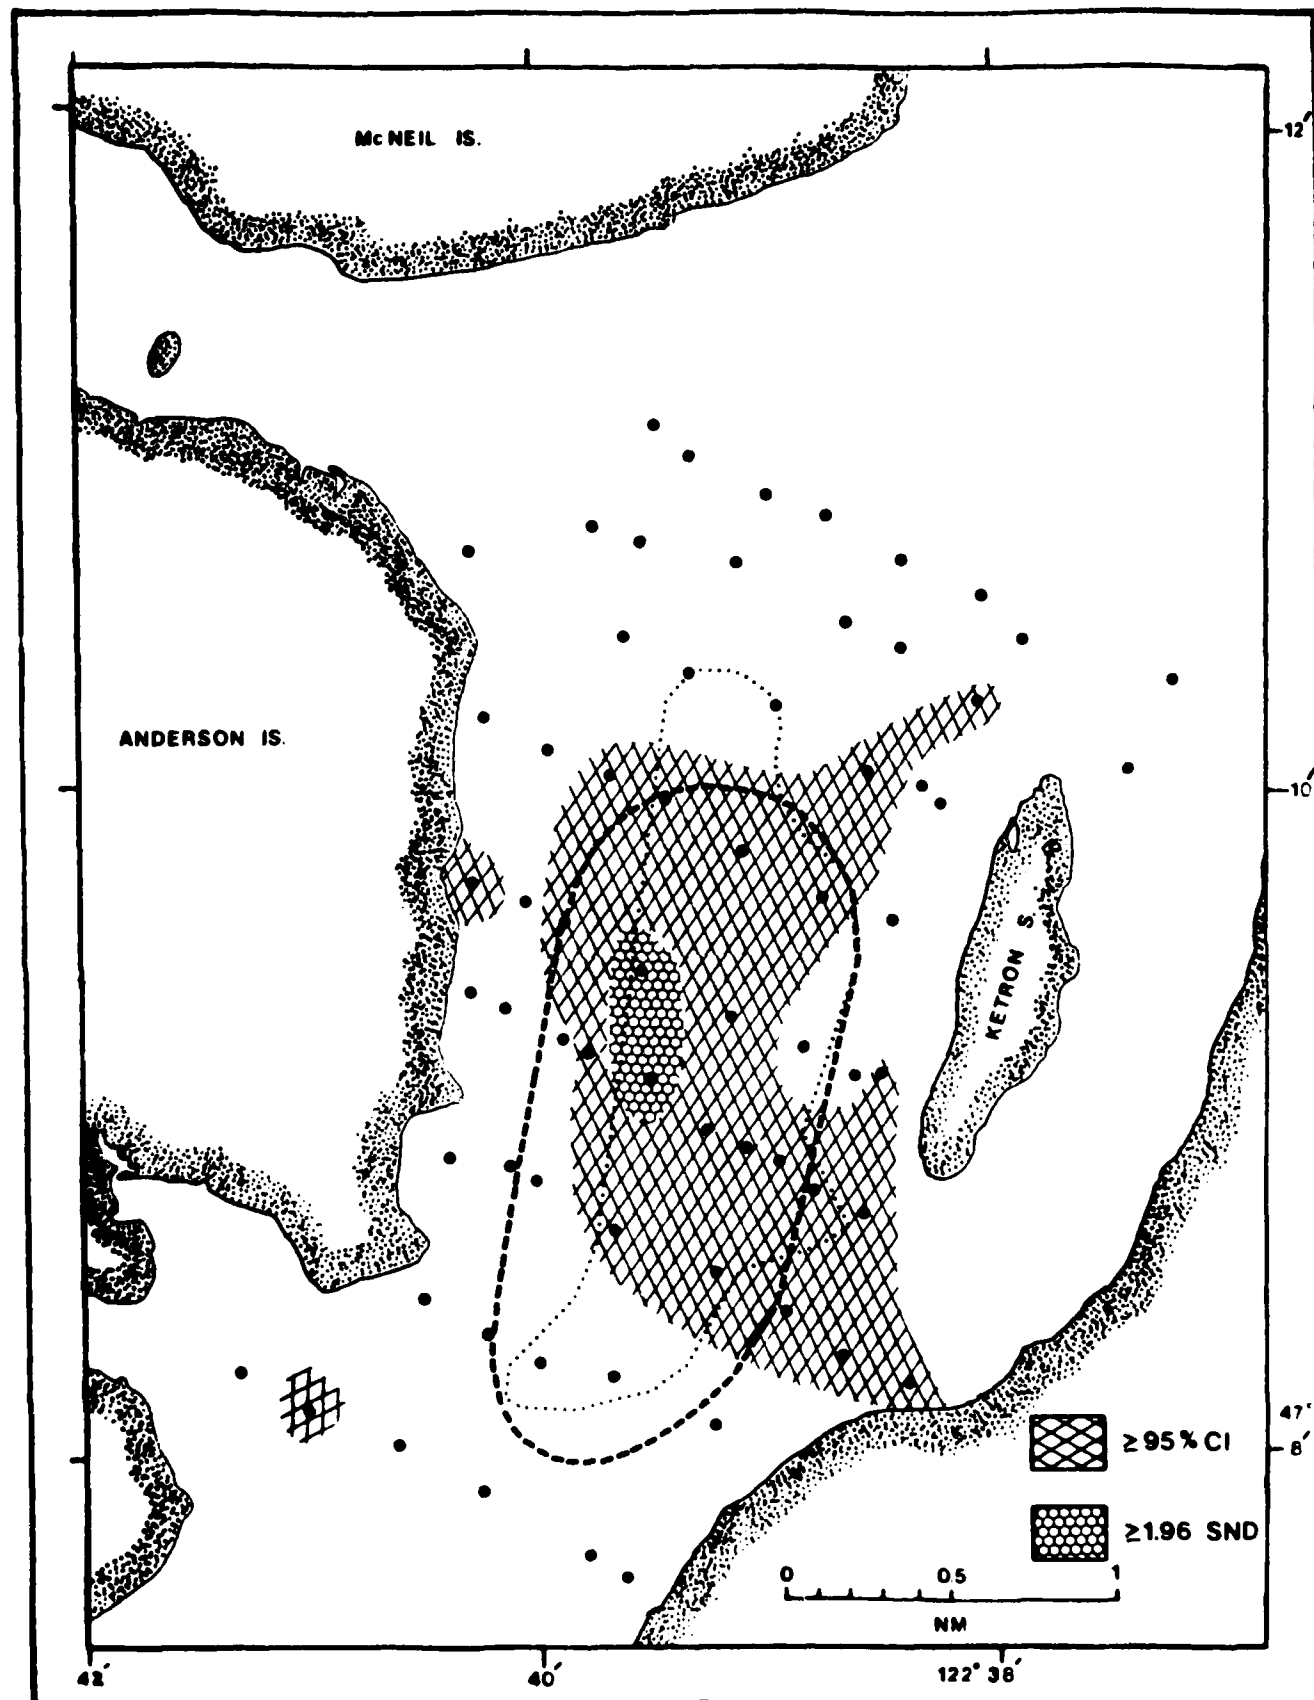 McNEIL IS.
12'
ANDERSON IS.
10'
KETRON S.
47°
8'
≥95% CI
≥1.96 SND
0 0.5 1
NM
42' 40' 122° 38'